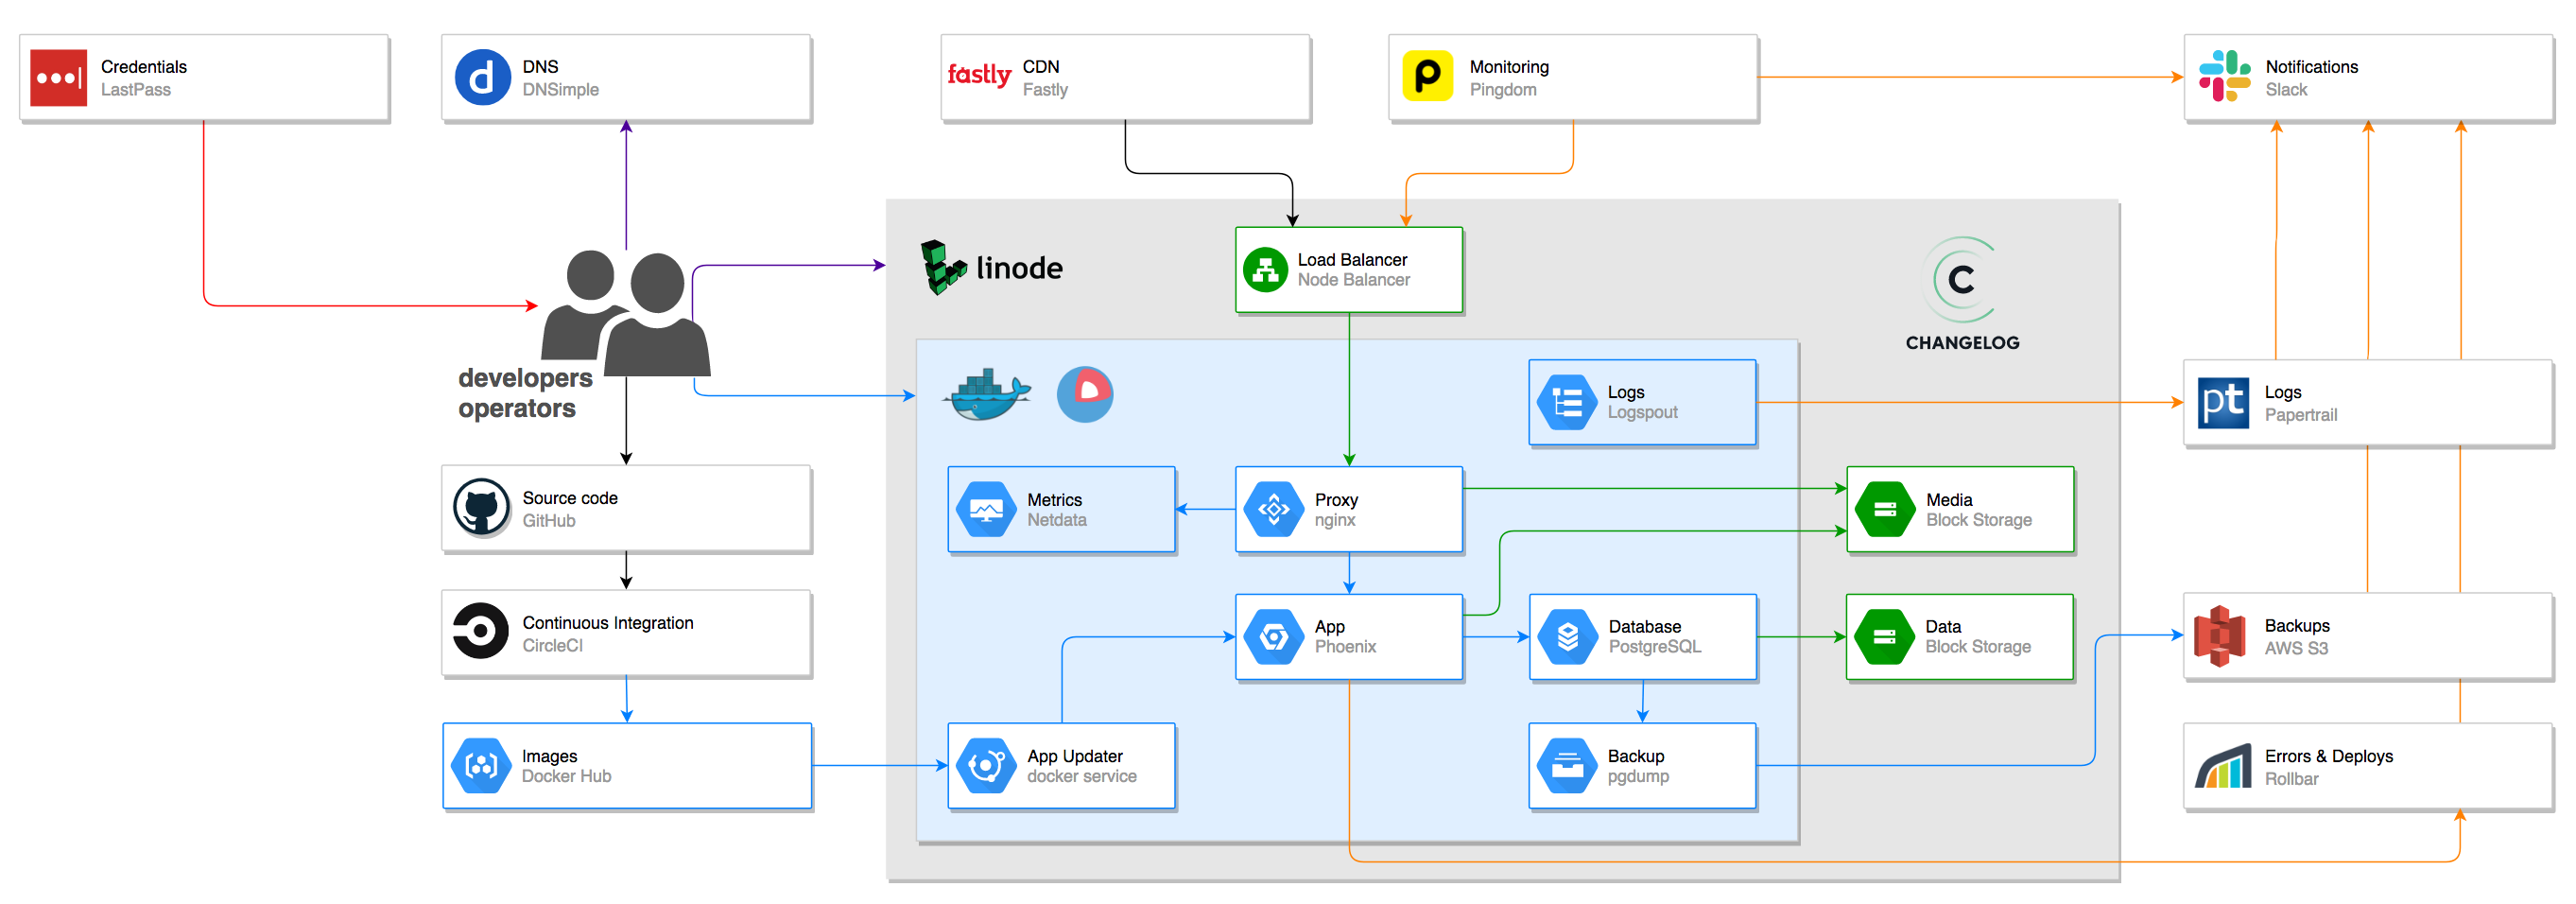 Credentials
LastPass
DNS
DNSimple
fastly
CDN
Fastly
Monitoring
Pingdom
Notifications
Slack
linode
Load Balancer
Node Balancer
C
CHANGELOG
developers
operators
Logs
Logspout
pt
Logs
Papertrail
Source code
GitHub
Metrics
Netdata
Proxy
nginx
Media
Block Storage
Continuous Integration
CircleCI
App
Phoenix
Database
PostgreSQL
Data
Block Storage
Backups
AWS S3
Images
Docker Hub
App Updater
docker service
Backup
pgdump
Errors & Deploys
Rollbar